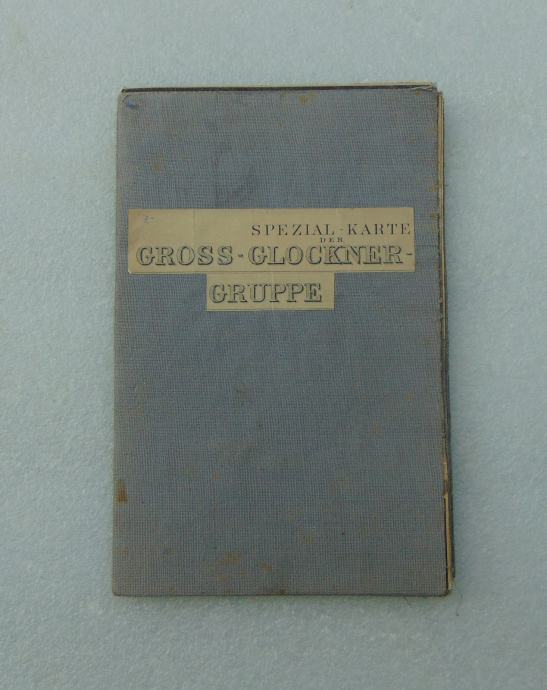 SPEZIAL-KARTE
DER
GROSS-GLOCKNER-
GRUPPE